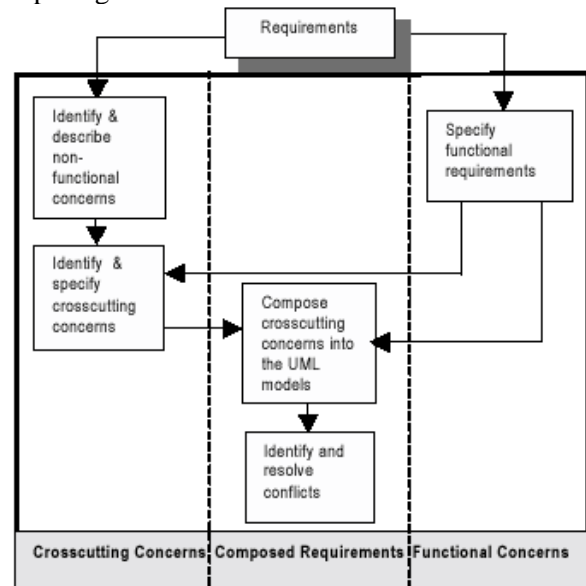 Requirements
Identify &
describe
non-
functional
concerns
Specify
functional
requirements
Identify &
specify
crosscutting
concerns
Compose
crosscutting
concerns into
the UML
models
Identify and
resolve
conflicts
Crosscutting Concerns
Composed Requirements
Functional Concerns